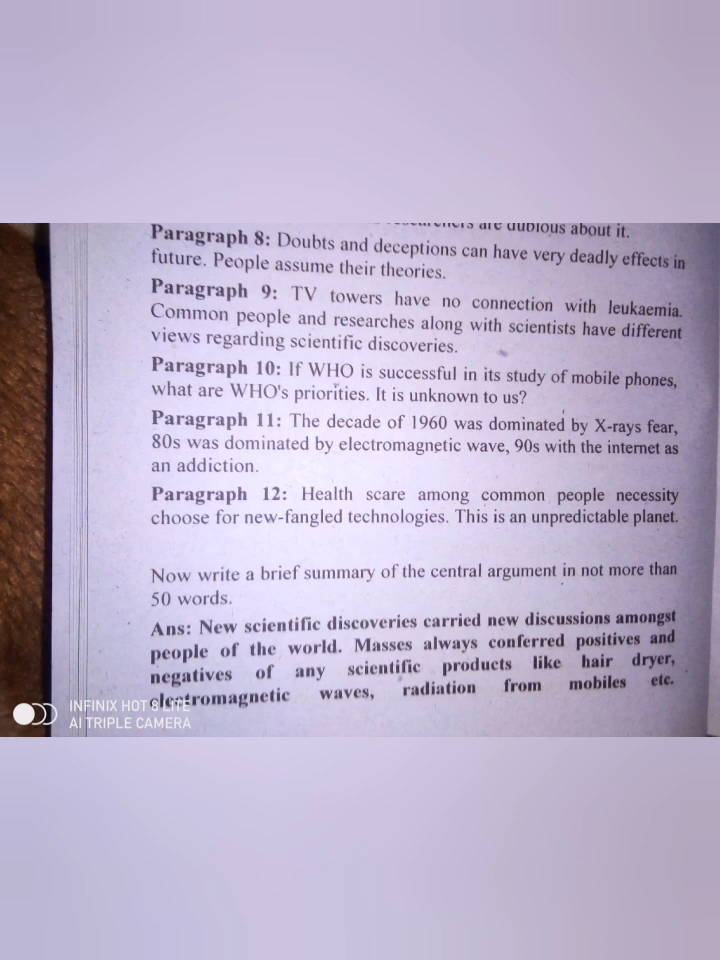 are dubious about it.
Paragraph 8: Doubts and deceptions can have very deadly effects in
future. People assume their theories.
Paragraph 9: TV towers have no connection with leukaemia.
Common people and researches along with scientists have different
views regarding scientific discoveries.
Paragraph 10: If WHO is successful in its study of mobile phones,
what are WHO's priorities. It is unknown to us?
Paragraph 11: The decade of 1960 was dominated by X-rays fear,
80s was dominated by electromagnetic wave, 90s with the internet as
an addiction.
Paragraph 12: Health scare among common people necessity
choose for new-fangled technologies. This is an unpredictable planet.
Now write a brief summary of the central argument in not more than
50 words.
Ans: New scientific discoveries carried new discussions amongst
people of the world. Masses always conferred positives and
negatives of any scientific products like hair dryer,
electromagnetic waves, radiation from mobiles etc.
INFINIX HOT 8 LITE
AI TRIPLE CAMERA